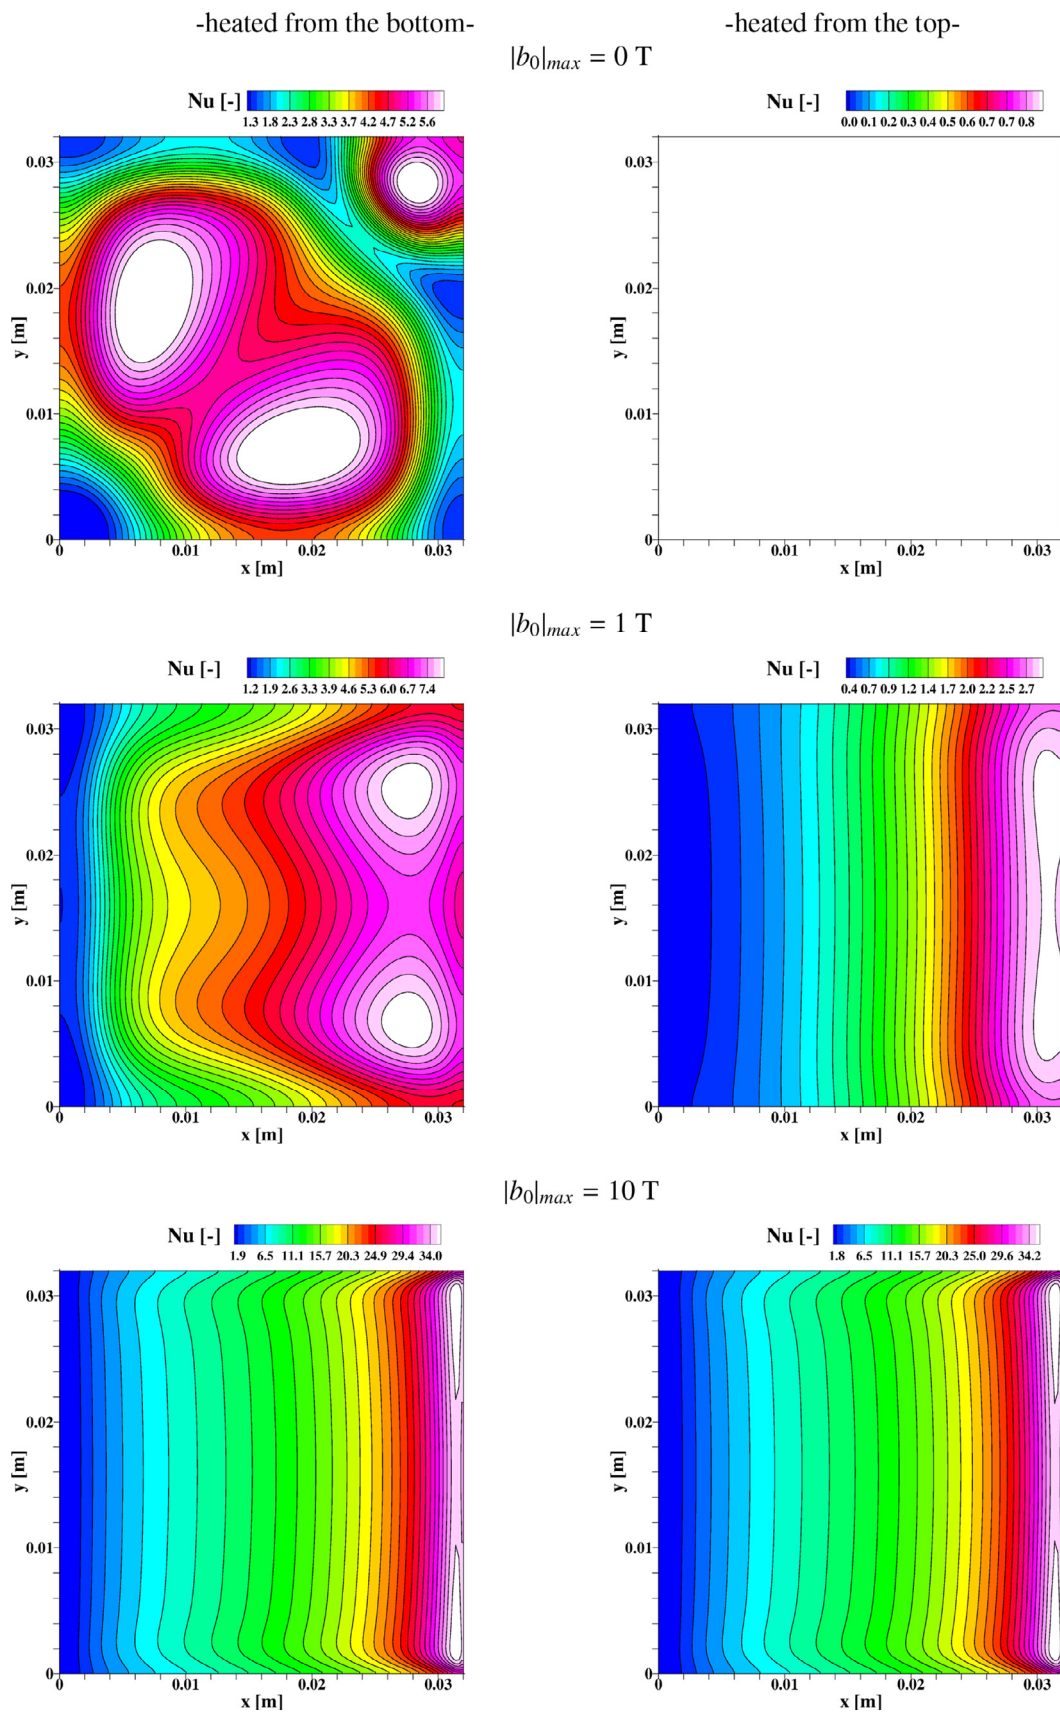 -heated from the bottom-
-heated from the top-
|b₀|max = 0 T
Nu [-]
1.3 1.8 2.3 2.8 3.3 3.7 4.2 4.7 5.2 5.6
0.03
0.02
y [m]
0.01
0
0 0.01 0.02 0.03
x [m]
Nu [-]
0.0 0.1 0.2 0.3 0.4 0.5 0.6 0.7 0.7 0.8
0.03
0.02
y [m]
0.01
0
0 0.01 0.02 0.03
x [m]
|b₀|max = 1 T
Nu [-]
1.2 1.9 2.6 3.3 3.9 4.6 5.3 6.0 6.7 7.4
0.03
0.02
y [m]
0.01
0
0 0.01 0.02 0.03
x [m]
Nu [-]
0.4 0.7 0.9 1.2 1.4 1.7 2.0 2.2 2.5 2.7
0.03
0.02
y [m]
0.01
0
0 0.01 0.02 0.03
x [m]
|b₀|max = 10 T
Nu [-]
1.9 6.5 11.1 15.7 20.3 24.9 29.4 34.0
0.03
0.02
y [m]
0.01
0
0 0.01 0.02 0.03
x [m]
Nu [-]
1.8 6.5 11.1 15.7 20.3 25.0 29.6 34.2
0.03
0.02
y [m]
0.01
0
0 0.01 0.02 0.03
x [m]